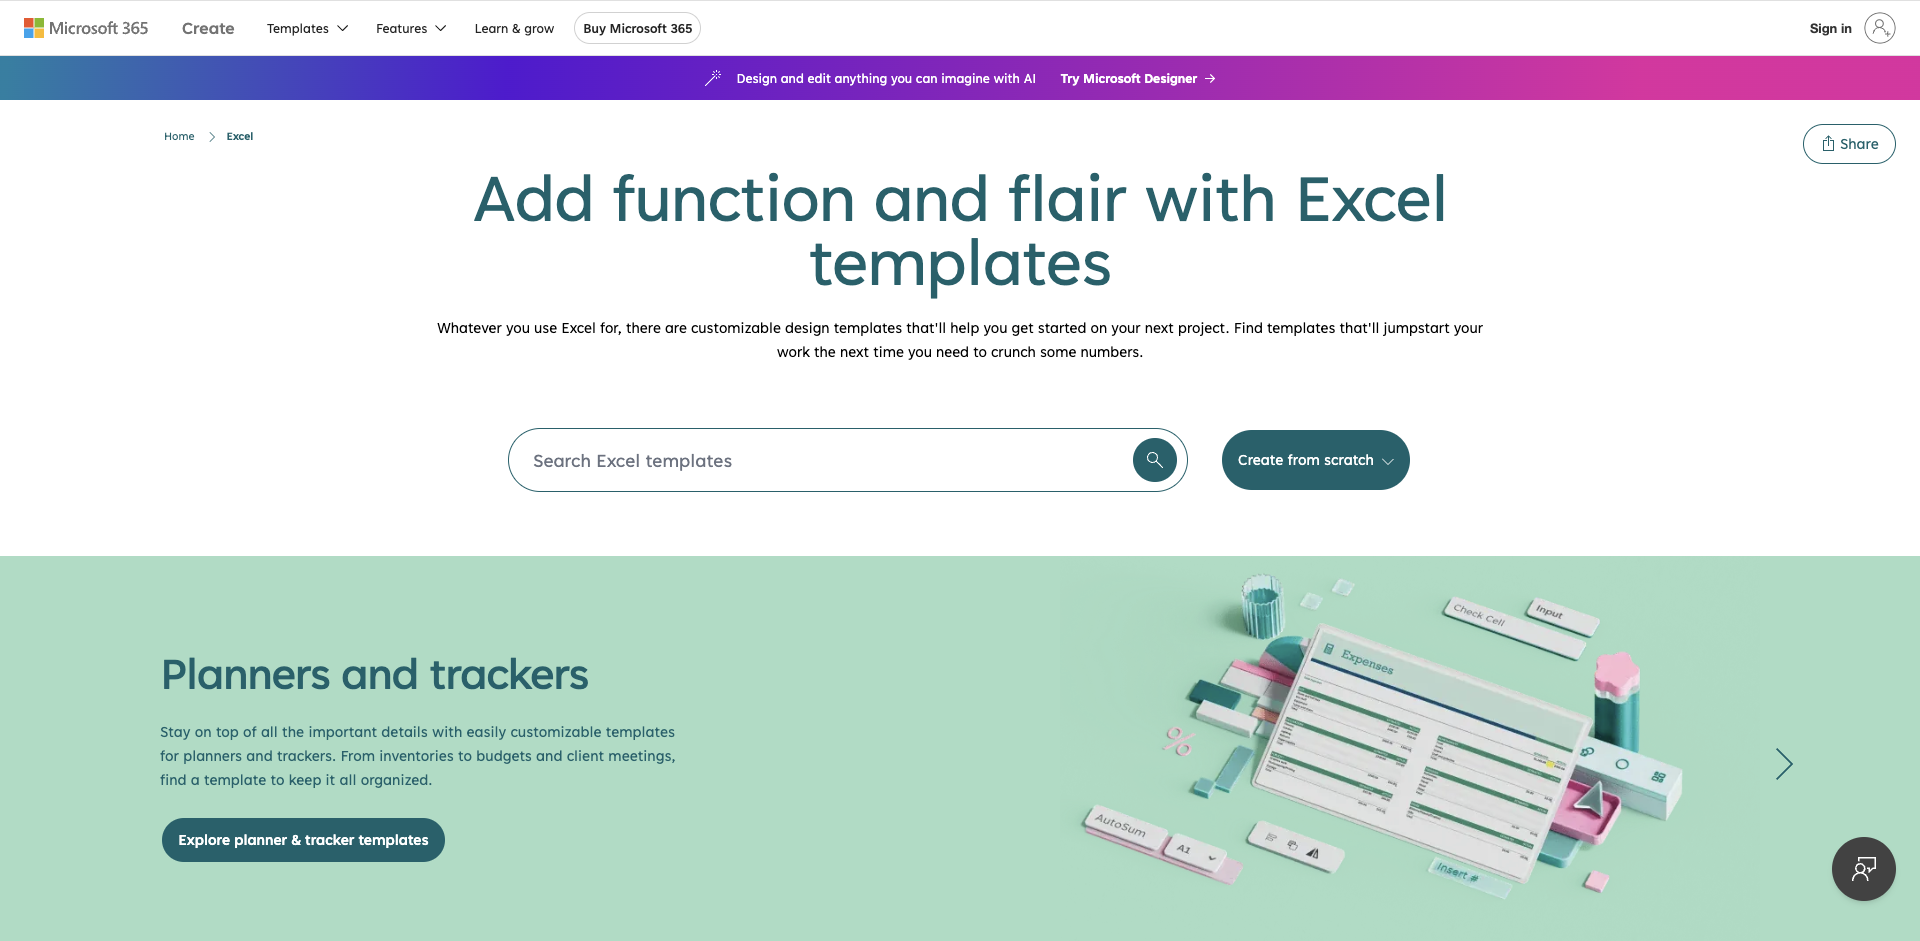 Microsoft 365
Create
Templates
Features
Learn & grow
Buy Microsoft 365
Sign in
Design and edit anything you can imagine with AI
Try Microsoft Designer →
Home
Excel
Share
Add function and flair with Excel
templates
Whatever you use Excel for, there are customizable design templates that'll help you get started on your next project. Find templates that'll jumpstart your
work the next time you need to crunch some numbers.
Search Excel templates
Create from scratch
Planners and trackers
Stay on top of all the important details with easily customizable templates
for planners and trackers. From inventories to budgets and client meetings,
find a template to keep it all organized.
Explore planner & tracker templates
Check Cell
Input
Expenses
%
AutoSum
AI
Insert #